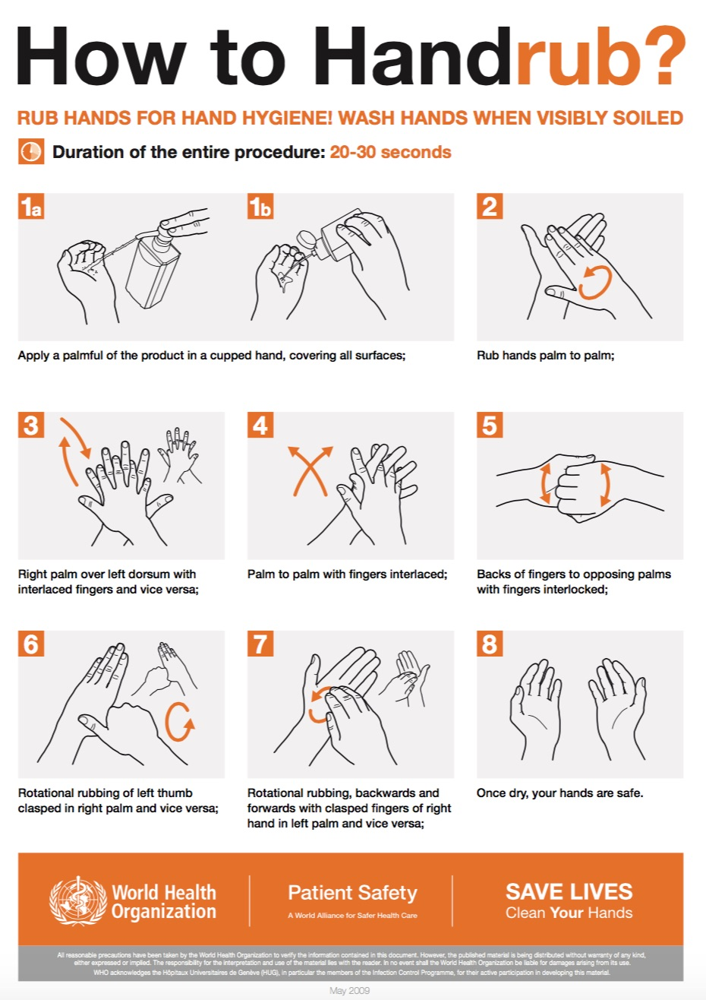 How to Handrub?
RUB HANDS FOR HAND HYGIENE! WASH HANDS WHEN VISIBLY SOILED
Duration of the entire procedure: 20-30 seconds
1a
1b
2
Apply a palmful of the product in a cupped hand, covering all surfaces;
Rub hands palm to palm;
3
4
5
Right palm over left dorsum with
interlaced fingers and vice versa;
Palm to palm with fingers interlaced;
Backs of fingers to opposing palms
with fingers interlocked;
6
7
8
Rotational rubbing of left thumb
clasped in right palm and vice versa;
Rotational rubbing, backwards and
forwards with clasped fingers of right
hand in left palm and vice versa;
Once dry, your hands are safe.
World Health
Organization
Patient Safety
A World Alliance for Safer Health Care
SAVE LIVES
Clean Your Hands
All reasonable precautions have been taken by the World Health Organization to verify the information contained in this document. However, the published material is being distributed without warranty of any kind,
either expressed or implied. The responsibility for the interpretation and use of the material lies with the reader. In no event shall the World Health Organization be liable for damages arising from its use.
WHO acknowledges the Hôpitaux Universitaires de Genève (HUG), in particular the members of the Infection Control Programme, for their active participation in developing this material.
May 2009